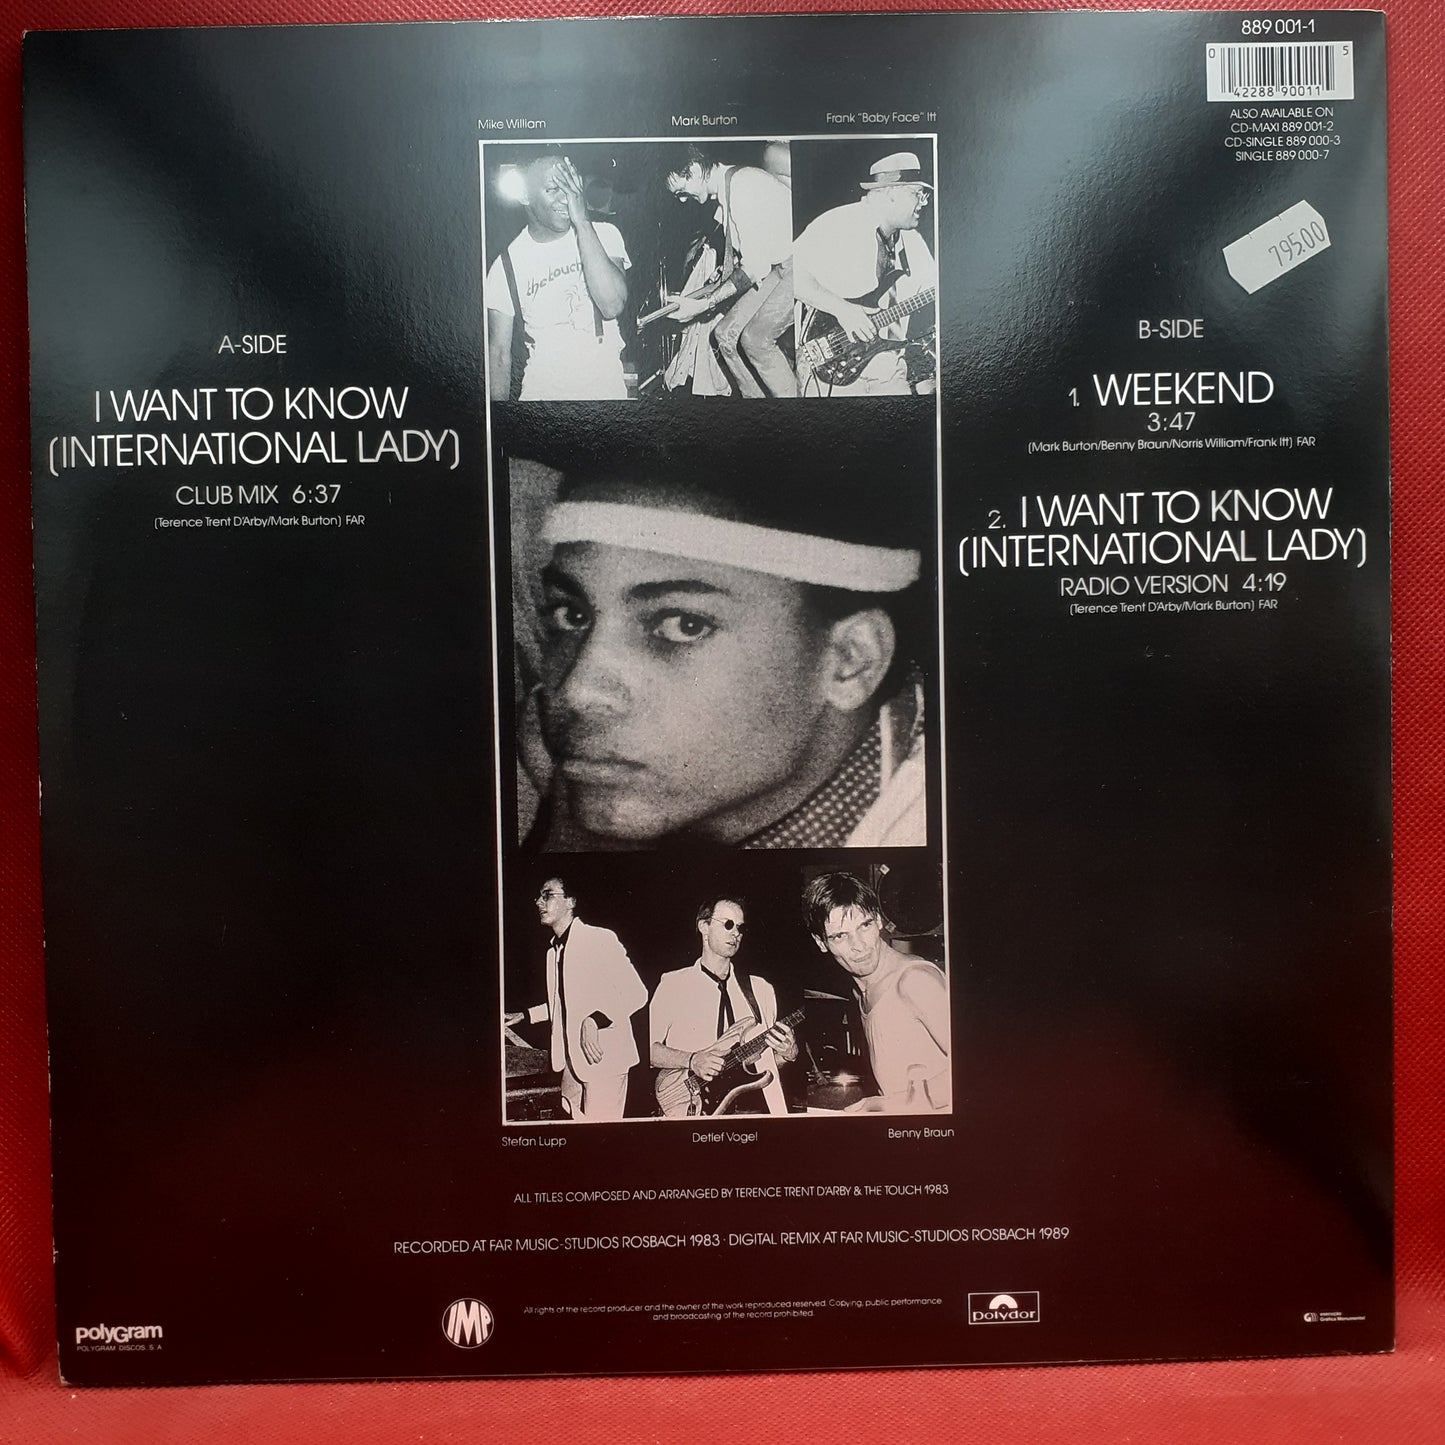 889 001-1
0 42288 90011 5
ALSO AVAILABLE ON
CD-MAXI 889 001-2
CD-SINGLE 889 000-3
SINGLE 889 000-7
795.00
Mike William
Mark Burton
Frank "Baby Face" Itt
the touch
A-SIDE
I WANT TO KNOW
(INTERNATIONAL LADY)
CLUB MIX 6:37
(Terence Trent D'Arby/Mark Burton) FAR
B-SIDE
1. WEEKEND
3:47
(Mark Burton/Benny Braun/Norris William/Frank Itt) FAR
2. I WANT TO KNOW
(INTERNATIONAL LADY)
RADIO VERSION 4:19
(Terence Trent D'Arby/Mark Burton) FAR
Stefan Lupp
Detlef Vogel
Benny Braun
ALL TITLES COMPOSED AND ARRANGED BY TERENCE TRENT D'ARBY & THE TOUCH 1983
RECORDED AT FAR MUSIC-STUDIOS ROSBACH 1983 · DIGITAL REMIX AT FAR MUSIC-STUDIOS ROSBACH 1989
polyGram
POLYGRAM DISCOS. S. A
IMP
All rights of the record producer and the owner of the work reproduced reserved. Copying, public performance
and broadcasting of the record prohibited.
polydor
Gráfica Monumental